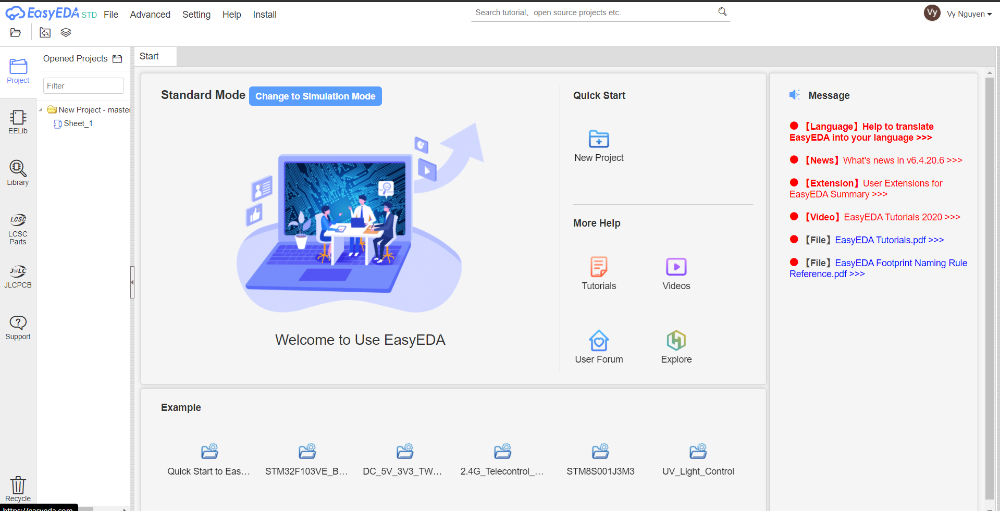 EasyEDA STD File Advanced Setting Help Install
Search tutorial、open source projects etc.
Vy Vy Nguyen
Project
EELib
Library
LCSC
LCSC
Parts
J@LC
JLCPCB
Support
Recycle
Opened Projects
Filter
New Project - master
Sheet_1
Start
Standard Mode Change to Simulation Mode
Welcome to Use EasyEDA
Quick Start
New Project
More Help
Tutorials Videos
User Forum Explore
Message
【Language】Help to translate
EasyEDA into your language >>>
【News】What's news in v6.4.20.6 >>>
【Extension】User Extensions for
EasyEDA Summary >>>
【Video】EasyEDA Tutorials 2020 >>>
【File】EasyEDA Tutorials.pdf >>>
【File】EasyEDA Footprint Naming Rule
Reference.pdf >>>
Example
Quick Start to Eas... STM32F103VE_B... DC_5V_3V3_TW... 2.4G_Telecontrol_... STM8S001J3M3 UV_Light_Control
https://easyeda.com